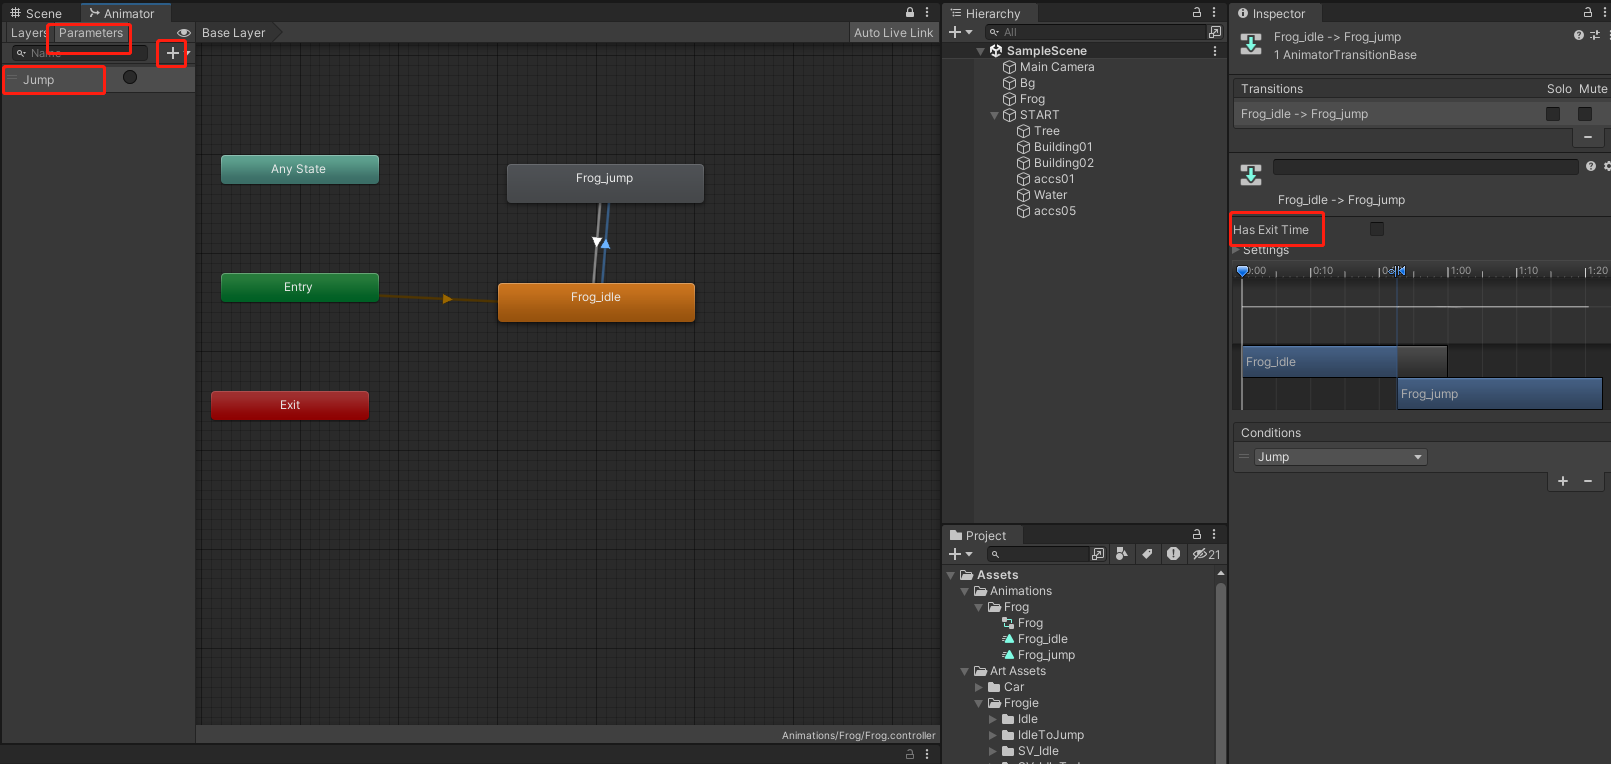 Scene
Animator
Layers
Parameters
Name
Jump
Base Layer
Auto Live Link
Any State
Frog_jump
Entry
Frog_idle
Exit
Animations/Frog/Frog.controller
Hierarchy
All
SampleScene
Main Camera
Bg
Frog
START
Tree
Building01
Building02
accs01
Water
accs05
Project
21
Assets
Animations
Frog
Frog
Frog_idle
Frog_jump
Art Assets
Car
Frogie
Idle
IdleToJump
SV_Idle
Inspector
Frog_idle -> Frog_jump
1 AnimatorTransitionBase
Transitions Solo Mute
Frog_idle -> Frog_jump
Frog_idle -> Frog_jump
Has Exit Time
Settings
0:10 1:00 1:10 1:20
Frog_idle
Frog_jump
Conditions
Jump